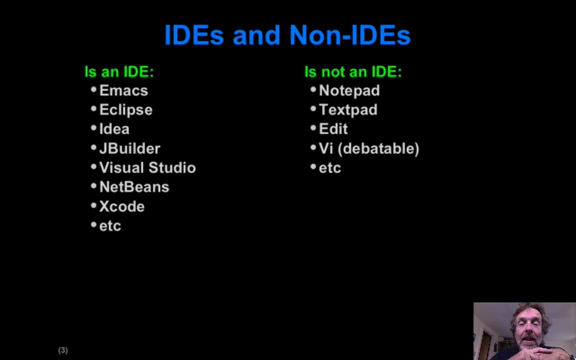 IDEs and Non-IDEs
Is an IDE:
•Emacs
•Eclipse
•Idea
•JBuilder
•Visual Studio
•NetBeans
•Xcode
•etc
Is not an IDE:
•Notepad
•Textpad
•Edit
•Vi (debatable)
•etc
(3)